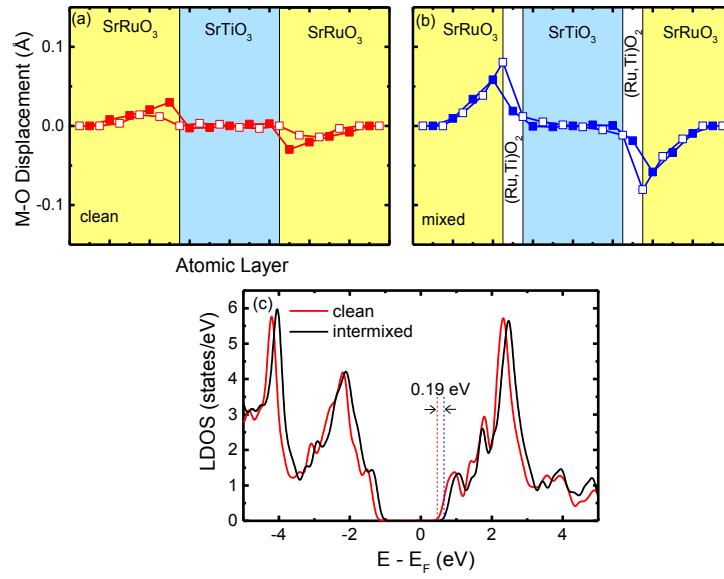 (a) SrRuO3 SrTiO3 SrRuO3
(b) SrRuO3 SrTiO3 (Ru,Ti)O2
M-O Displacement (Å)
0.1
0.0
-0.1
(Ru,Ti)O2
clean
mixed
Atomic Layer
(c)
clean
intermixed
0.19 eV
LDOS (states/eV)
6
5
4
3
2
1
0
-4 -2 0 2 4
E - EF (eV)